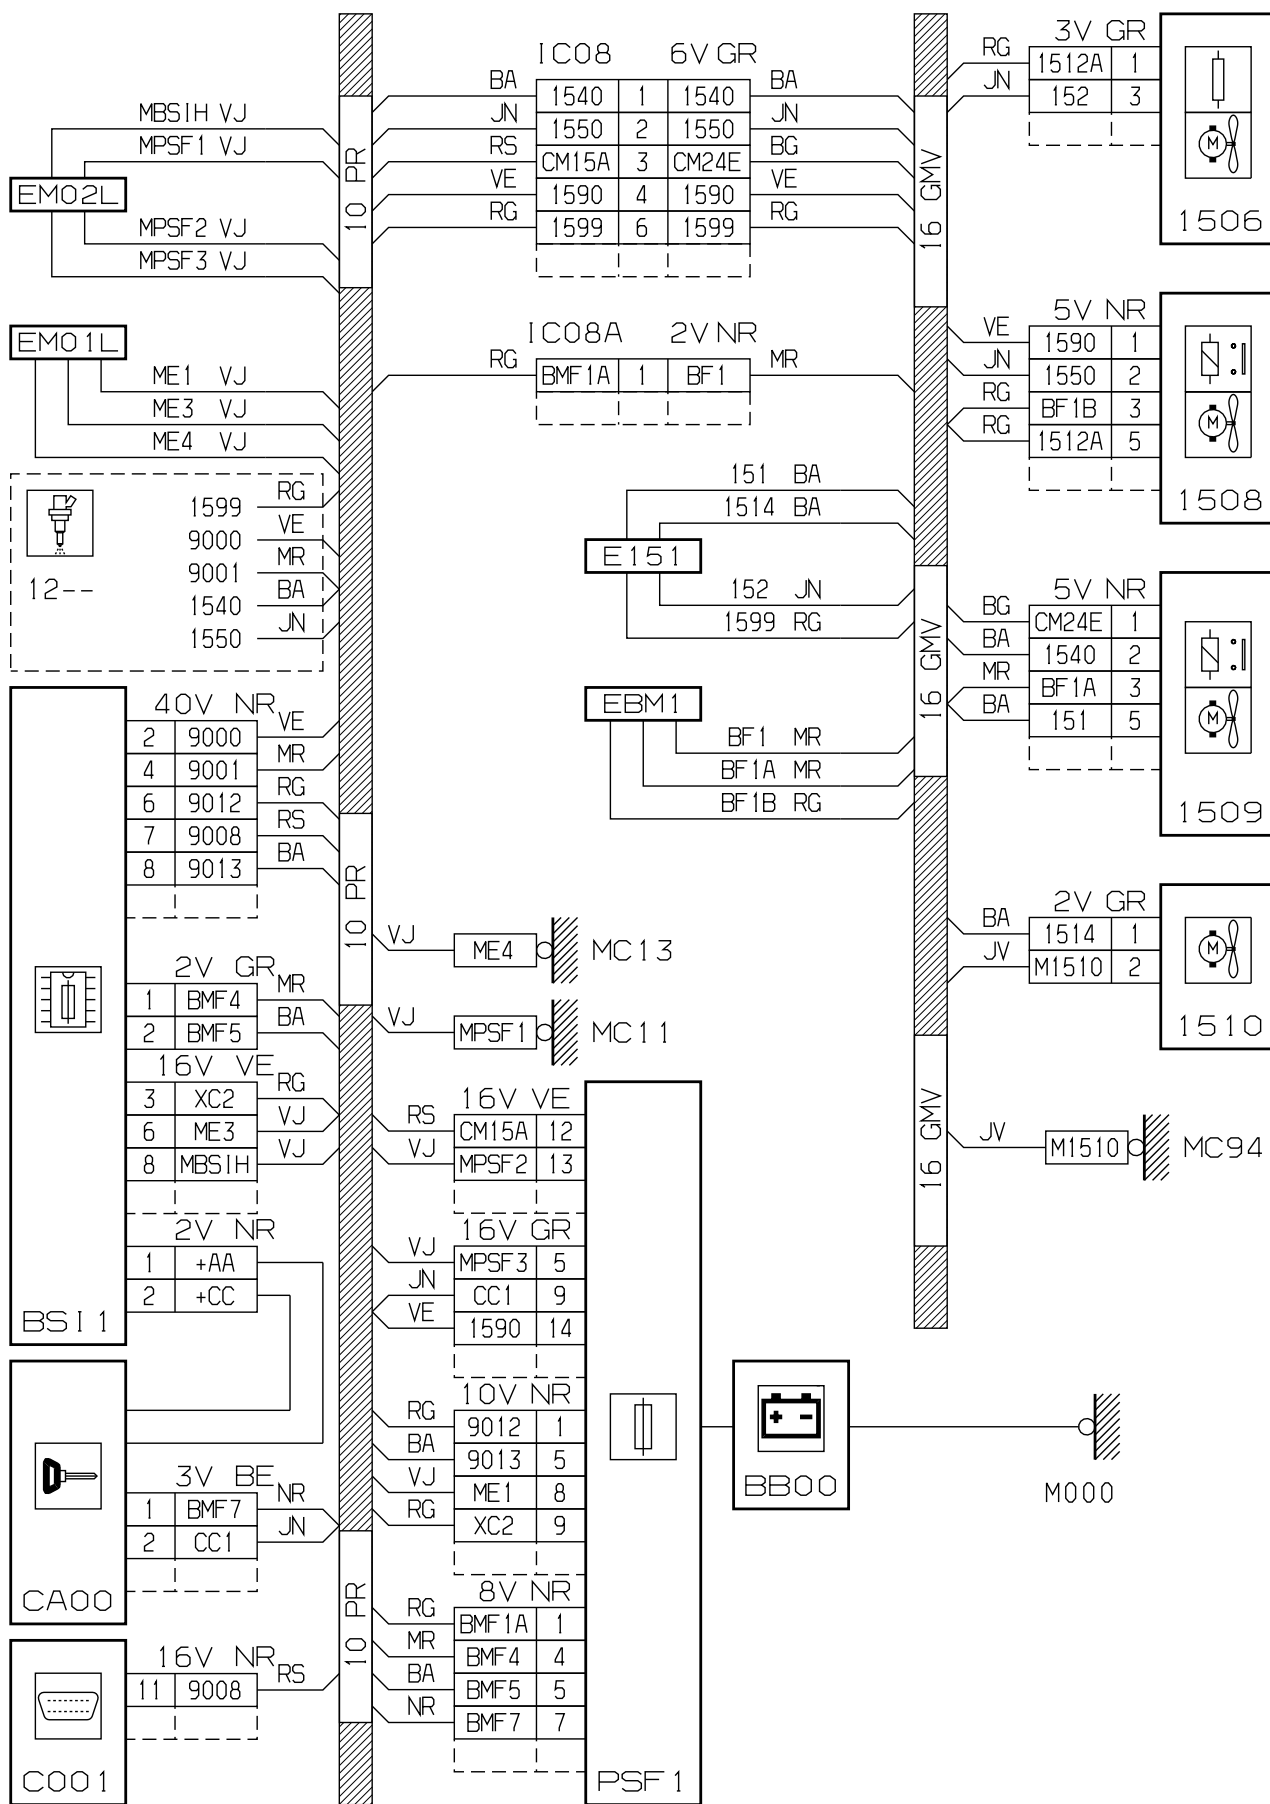 MBSIH VJ
MPSF1 VJ
EM02L
MPSF2 VJ
MPSF3 VJ
EM01L
ME1 VJ
ME3 VJ
ME4 VJ
12--
1599 RG
9000 VE
9001 MR
1540 BA
1550 JN
40V NR
2 9000 VE
4 9001 MR
6 9012 RG
7 9008 RS
8 9013 BA
2V GR
1 BMF4 MR
2 BMF5 BA
16V VE
3 XC2 RG
6 ME3 VJ
8 MBSIH VJ
2V NR
1 +AA
2 +CC
BSI1
3V BE
1 BMF7 NR
2 CC1 JN
CA00
16V NR
11 9008 RS
C001
10 PR
10 PR
10 PR
IC08 6V GR
BA 1540 1 1540 BA
JN 1550 2 1550 JN
RS CM15A 3 CM24E BG
VE 1590 4 1590 VE
RG 1599 6 1599 RG
IC08A 2V NR
RG BMF1A 1 BF1 MR
151 BA
1514 BA
E151
152 JN
1599 RG
EBM1
BF1 MR
BF1A MR
BF1B RG
VJ ME4 MC13
VJ MPSF1 MC11
16V VE
RS CM15A 12
VJ MPSF2 13
16V GR
VJ MPSF3 5
JN CC1 9
VE 1590 14
10V NR
RG 9012 1
BA 9013 5
VJ ME1 8
RG XC2 9
8V NR
RG BMF1A 1
MR BMF4 4
BA BMF5 5
NR BMF7 7
PSF1
+ -
BB00
M000
16 GMV
16 GMV
16 GMV
3V GR
RG 1512A 1
JN 152 3
M
1506
5V NR
VE 1590 1
JN 1550 2
RG BF1B 3
RG 1512A 5
M
1508
5V NR
BG CM24E 1
BA 1540 2
MR BF1A 3
BA 151 5
M
1509
2V GR
BA 1514 1
JV M1510 2
M
1510
JV M1510 MC94